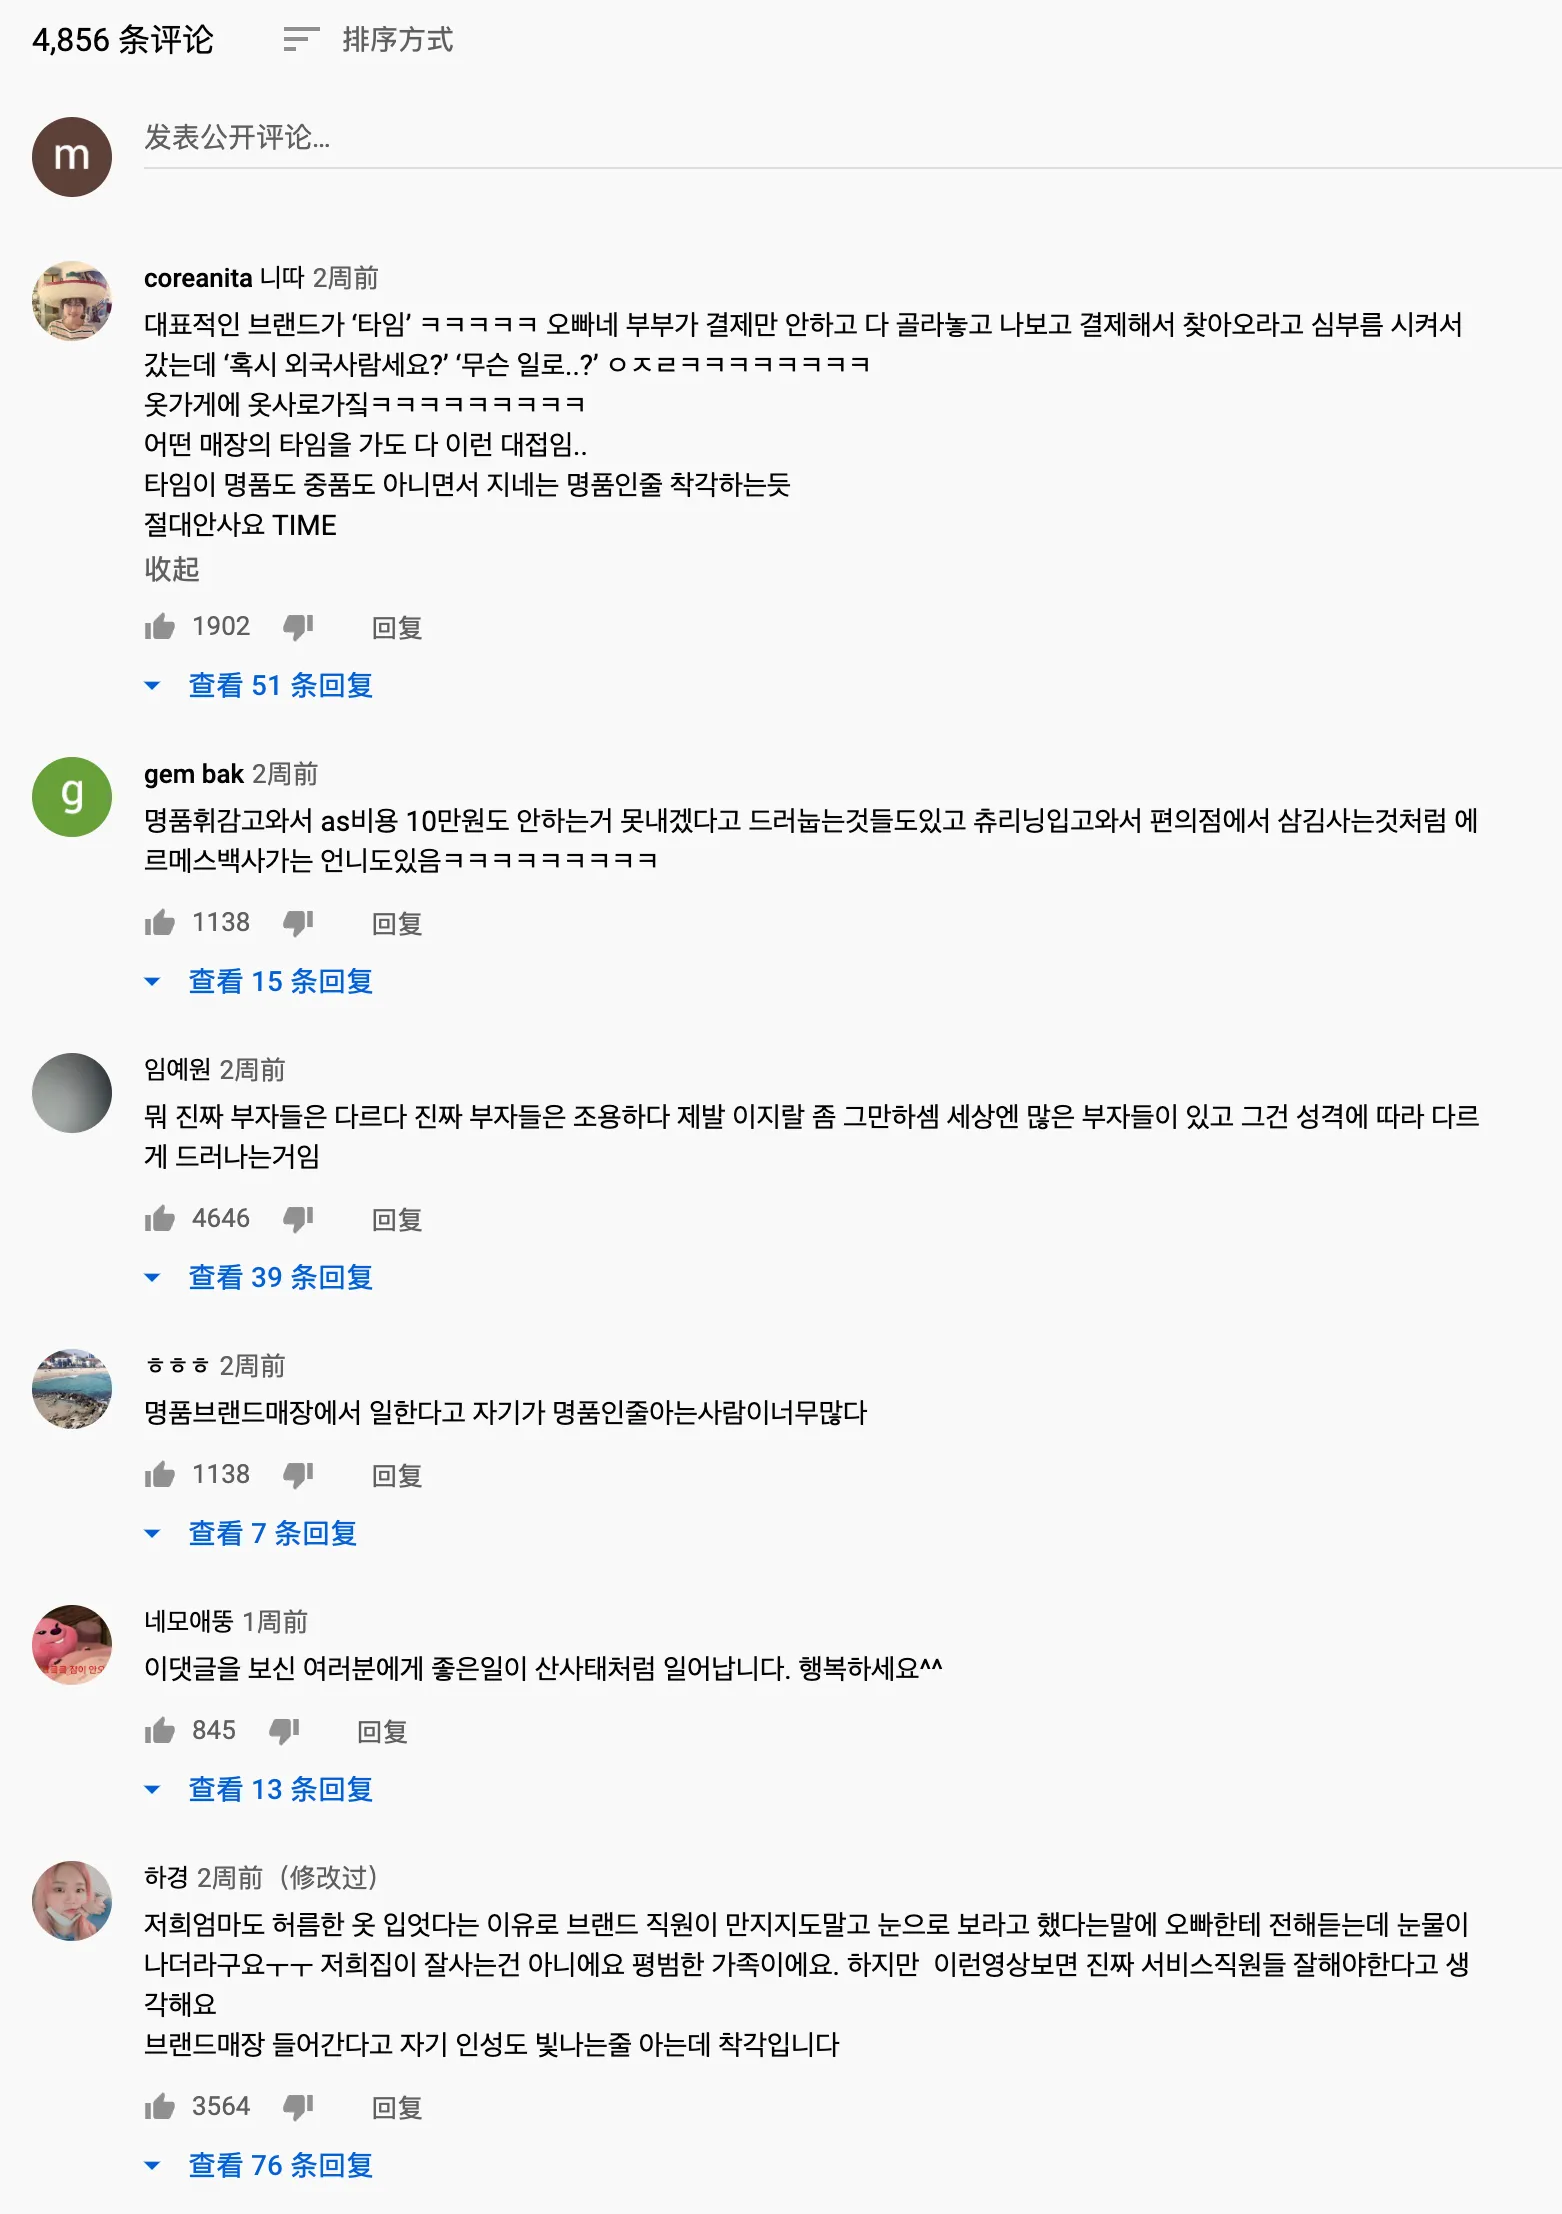 4,856 条评论 排序方式
m 发表公开评论...
coreanita 니따 2周前
대표적인 브랜드가 ‘타임’ ㅋㅋㅋㅋㅋ 오빠네 부부가 결제만 안하고 다 골라놓고 나보고 결제해서 찾아오라고 심부름 시켜서
갔는데 ‘혹시 외국사람세요?’ ‘무슨 일로..?’ ㅇㅈㄹㅋㅋㅋㅋㅋㅋㅋㅋ
옷가게에 옷사로가짘ㅋㅋㅋㅋㅋㅋㅋㅋㅋ
어떤 매장의 타임을 가도 다 이런 대접임..
타임이 명품도 중품도 아니면서 지네는 명품인줄 착각하는듯
절대안사요 TIME
收起
1902 回复
查看 51 条回复
g
gem bak 2周前
명품휘감고와서 as비용 10만원도 안하는거 못내겠다고 드러눕는것들도있고 츄리닝입고와서 편의점에서 삼김사는것처럼 에
르메스백사가는 언니도있음ㅋㅋㅋㅋㅋㅋㅋㅋㅋ
1138 回复
查看 15 条回复
임예원 2周前
뭐 진짜 부자들은 다르다 진짜 부자들은 조용하다 제발 이지랄 좀 그만하셈 세상엔 많은 부자들이 있고 그건 성격에 따라 다르
게 드러나는거임
4646 回复
查看 39 条回复
ㅎㅎㅎ 2周前
명품브랜드매장에서 일한다고 자기가 명품인줄아는사람이너무많다
1138 回复
查看 7 条回复
네모애뚱 1周前
이댓글을 보신 여러분에게 좋은일이 산사태처럼 일어납니다. 행복하세요^^
845 回复
查看 13 条回复
하경 2周前（修改过）
저희엄마도 허름한 옷 입엇다는 이유로 브랜드 직원이 만지지도말고 눈으로 보라고 했다는말에 오빠한테 전해듣는데 눈물이
나더라구요ㅜㅜ 저희집이 잘사는건 아니에요 평범한 가족이에요. 하지만  이런영상보면 진짜 서비스직원들 잘해야한다고 생
각해요
브랜드매장 들어간다고 자기 인성도 빛나는줄 아는데 착각입니다
3564 回复
查看 76 条回复